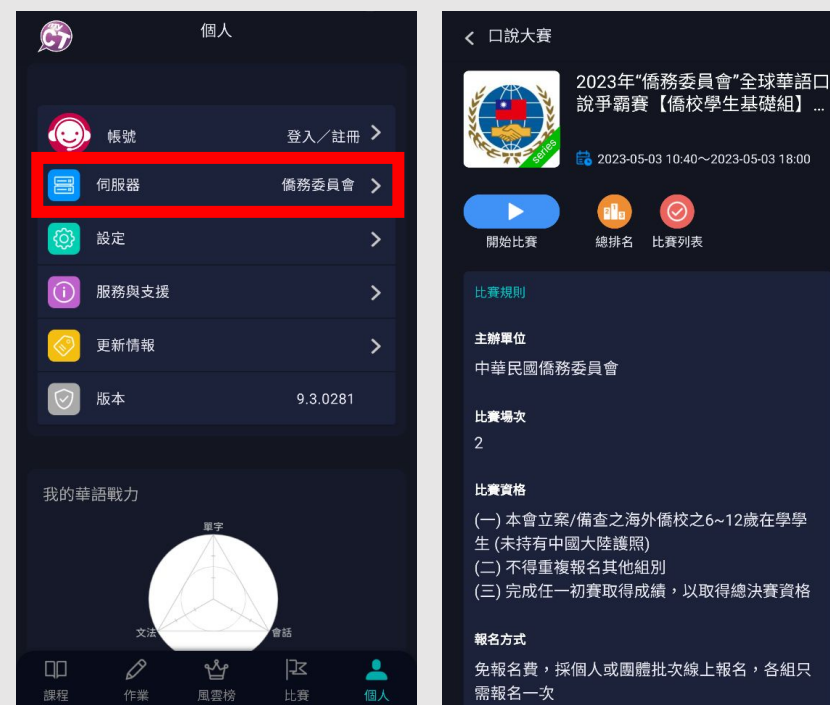 個人
帳號
登入／註冊
伺服器
僑務委員會
設定
服務與支援
更新情報
版本
9.3.0281
我的華語戰力
單字
文法
會話
課程
作業
風雲榜
比賽
個人
口說大賽
2023年“僑務委員會”全球華語口
說爭霸賽【僑校學生基礎組】...
series
2023-05-03 10:40～2023-05-03 18:00
開始比賽
總排名
比賽列表
比賽規則
主辦單位
中華民國僑務委員會
比賽場次
2
比賽資格
(一) 本會立案/備查之海外僑校之6~12歲在學學
生 (未持有中國大陸護照)
(二) 不得重複報名其他組別
(三) 完成任一初賽取得成績，以取得總決賽資格
報名方式
免報名費，採個人或團體批次線上報名，各組只
需報名一次